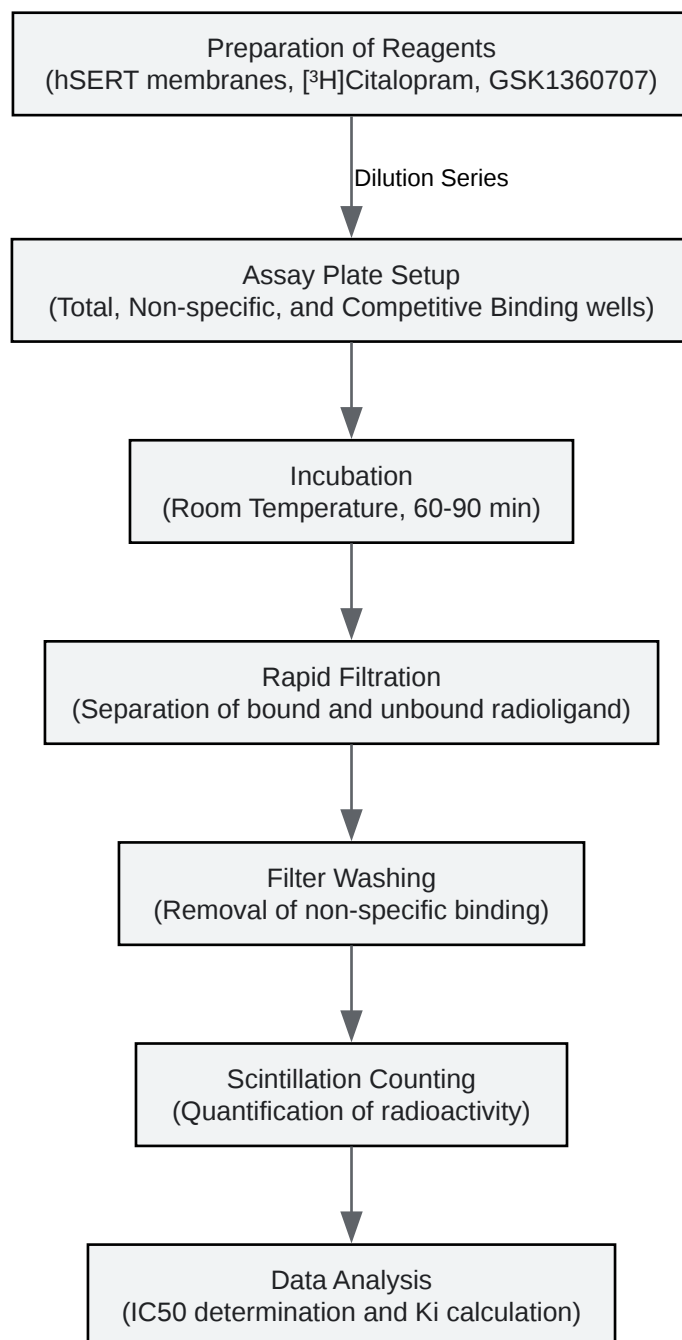 Preparation of Reagents
(hSERT membranes, [³H]Citalopram, GSK1360707)
Dilution Series
Assay Plate Setup
(Total, Non-specific, and Competitive Binding wells)
Incubation
(Room Temperature, 60-90 min)
Rapid Filtration
(Separation of bound and unbound radioligand)
Filter Washing
(Removal of non-specific binding)
Scintillation Counting
(Quantification of radioactivity)
Data Analysis
(IC50 determination and Ki calculation)